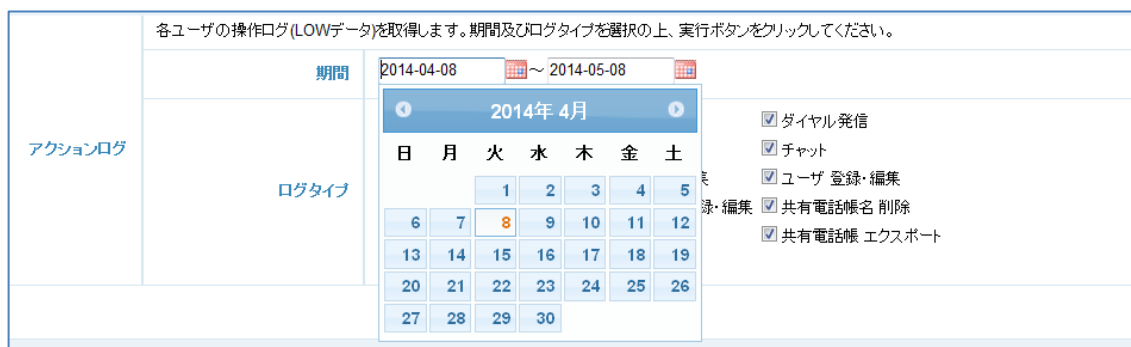 各ユーザの操作ログ(LOWデータ)を取得します。期間及びログタイプを選択の上、実行ボタンをクリックしてください。
期間
2014-04-08 ～ 2014-05-08
アクションログ
ログタイプ
2014年 4月
日 月 火 水 木 金 土
1 2 3 4 5
6 7 8 9 10 11 12
13 14 15 16 17 18 19
20 21 22 23 24 25 26
27 28 29 30
ダイヤル発信
チャット
ユーザ 登録・編集
録・編集 共有電話帳名 削除
共有電話帳 エクスポート